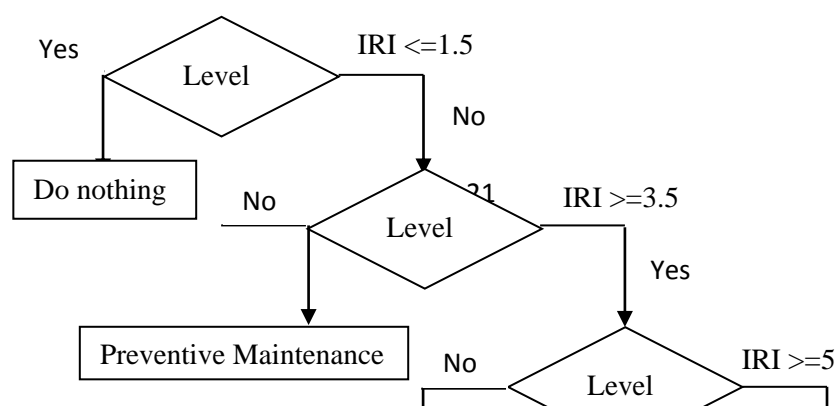 Yes
IRI <=1.5
Level
No
Do nothing
No
21
IRI >=3.5
Level
Yes
Preventive Maintenance
No
IRI >=5
Level